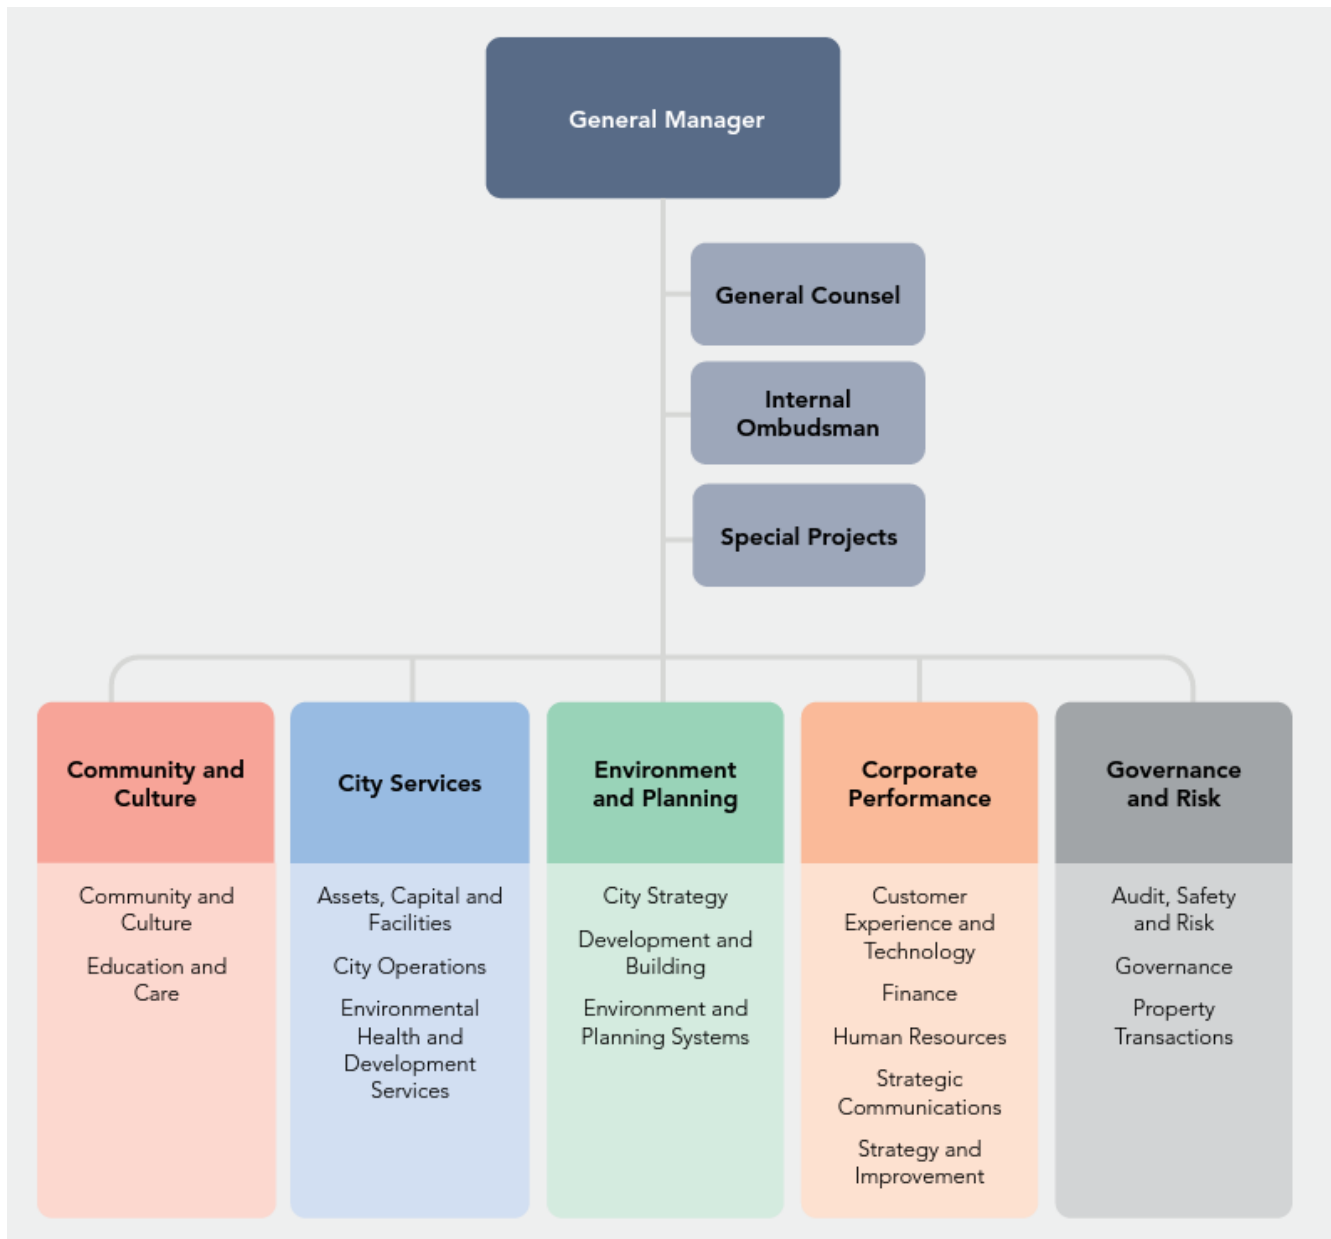 General Manager
General Counsel
Internal
Ombudsman
Special Projects
Community and
Culture
Community and
Culture
Education and
Care
City Services
Assets, Capital and
Facilities
City Operations
Environmental
Health and
Development
Services
Environment
and Planning
City Strategy
Development and
Building
Environment and
Planning Systems
Corporate
Performance
Customer
Experience and
Technology
Finance
Human Resources
Strategic
Communications
Strategy and
Improvement
Governance
and Risk
Audit, Safety
and Risk
Governance
Property
Transactions